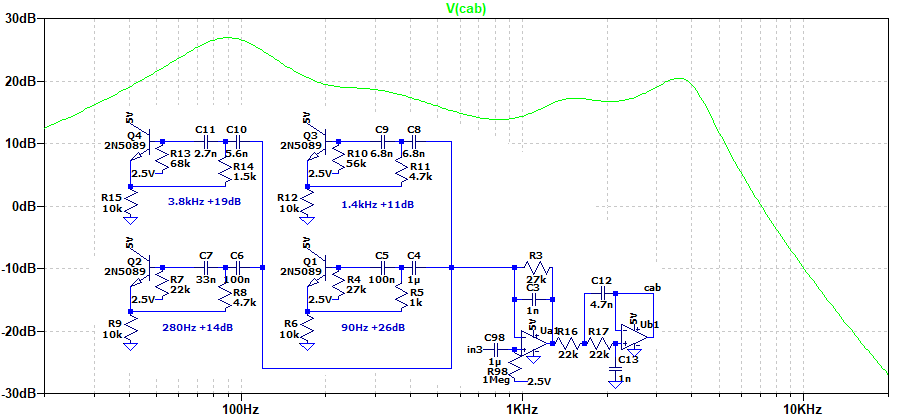 V(cab)
30dB
20dB
10dB
0dB
-10dB
-20dB
-30dB
5V
Q4
2N5089
C11
2.7n
C10
5.6n
R13
68k
R14
1.5k
2.5V
R15
10k
3.8kHz +19dB
5V
Q3
2N5089
C9
6.8n
C8
6.8n
R10
56k
R11
4.7k
2.5V
R12
10k
1.4kHz +11dB
5V
Q2
2N5089
C7
33n
C6
100n
R7
22k
R8
4.7k
2.5V
R9
10k
280Hz +14dB
5V
Q1
2N5089
C5
100n
C4
1µ
R4
27k
R5
1k
2.5V
R6
10k
90Hz +26dB
R3
27k
C3
1n
5V
Ua1
C98
in3
1µ
R98
1Meg
2.5V
R16
22k
R17
22k
C12
4.7n
cab
5V
Ub1
C13
1n
100Hz
1KHz
10KHz